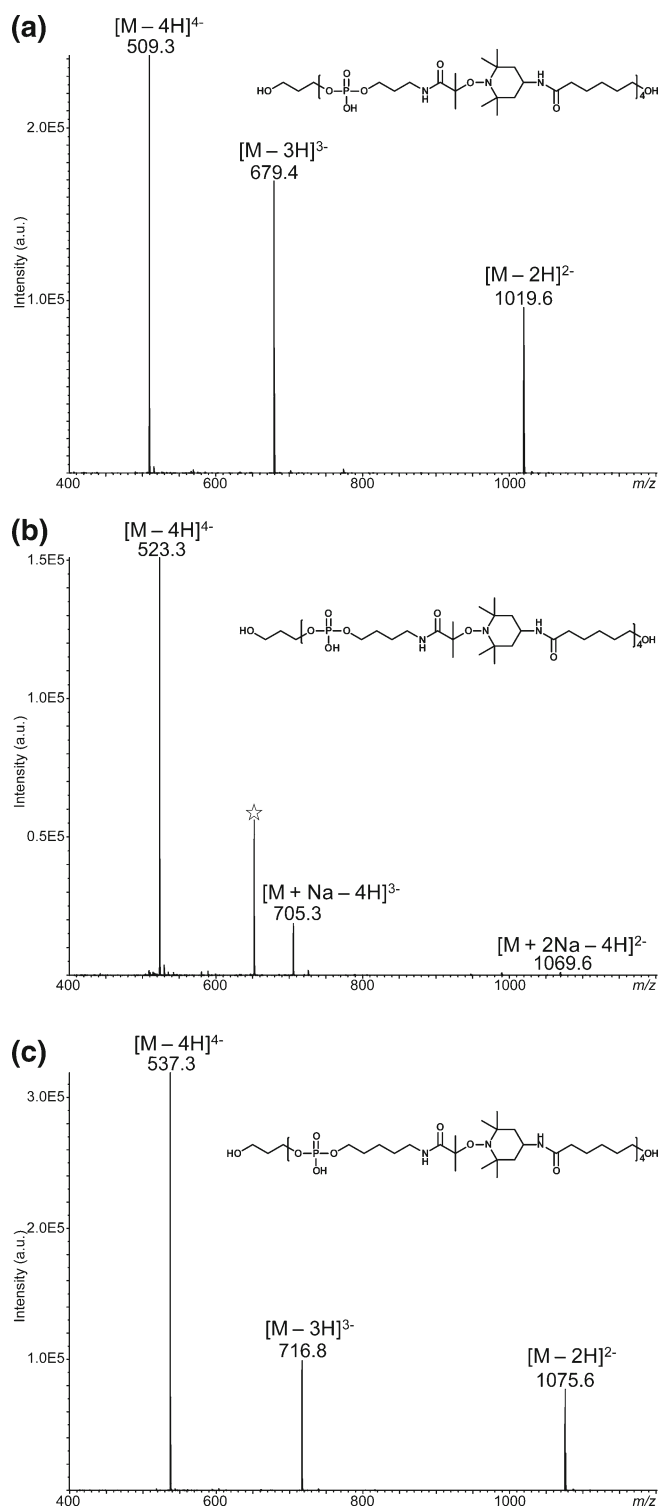 (a)
[M – 4H]4-
509.3
[M – 3H]3-
679.4
[M – 2H]2-
1019.6
HO O P O OH O N H O O N H N O 4 OH
Intensity (a.u.)
2.0E5
1.0E5
400 600 800 1000 m/z
(b)
[M – 4H]4-
523.3
1.5E5
HO O P O OH O N H O O N H N O 4 OH
1.0E5
Intensity (a.u.)
☆
0.5E5
[M + Na – 4H]3-
705.3
[M + 2Na – 4H]2-
1069.6
400 600 800 1000 m/z
(c)
[M – 4H]4-
537.3
3.0E5
HO O P O OH O N H O O N H N O 4 OH
2.0E5
Intensity (a.u.)
[M – 3H]3-
716.8
[M – 2H]2-
1075.6
1.0E5
400 600 800 1000 m/z